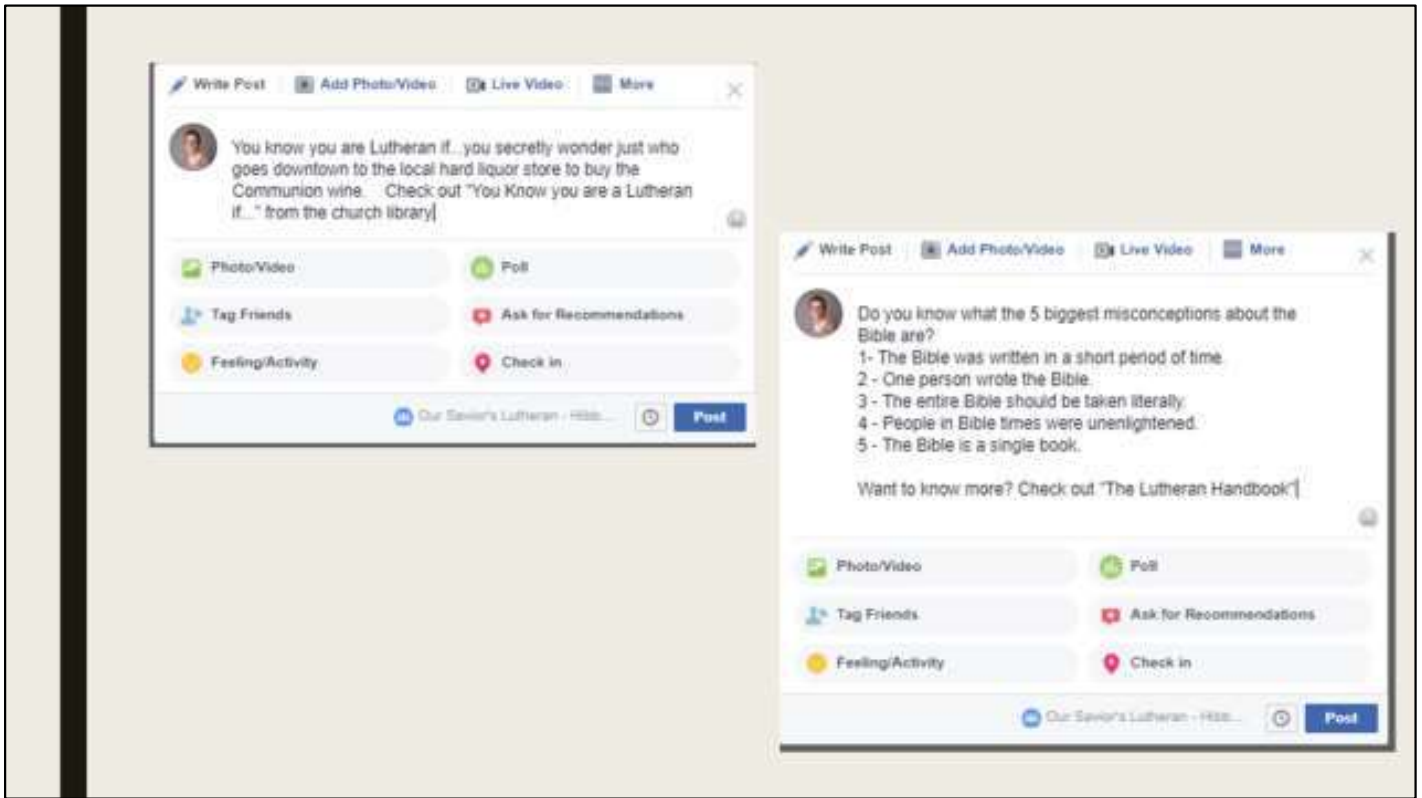 Write Post Add Photo/Video Live Video More
You know you are Lutheran if...you secretly wonder just who
goes downtown to the local hard liquor store to buy the
Communion wine. Check out "You Know you are a Lutheran
if..." from the church library
Photo/Video Poll
Tag Friends Ask for Recommendations
Feeling/Activity Check in
Our Savior's Lutheran - Hibb...
Post
Write Post Add Photo/Video Live Video More
Do you know what the 5 biggest misconceptions about the
Bible are?
1- The Bible was written in a short period of time.
2 - One person wrote the Bible.
3 - The entire Bible should be taken literally.
4 - People in Bible times were unenlightened.
5 - The Bible is a single book.
Want to know more? Check out "The Lutheran Handbook"
Photo/Video Poll
Tag Friends Ask for Recommendations
Feeling/Activity Check in
Our Savior's Lutheran - Hibb...
Post